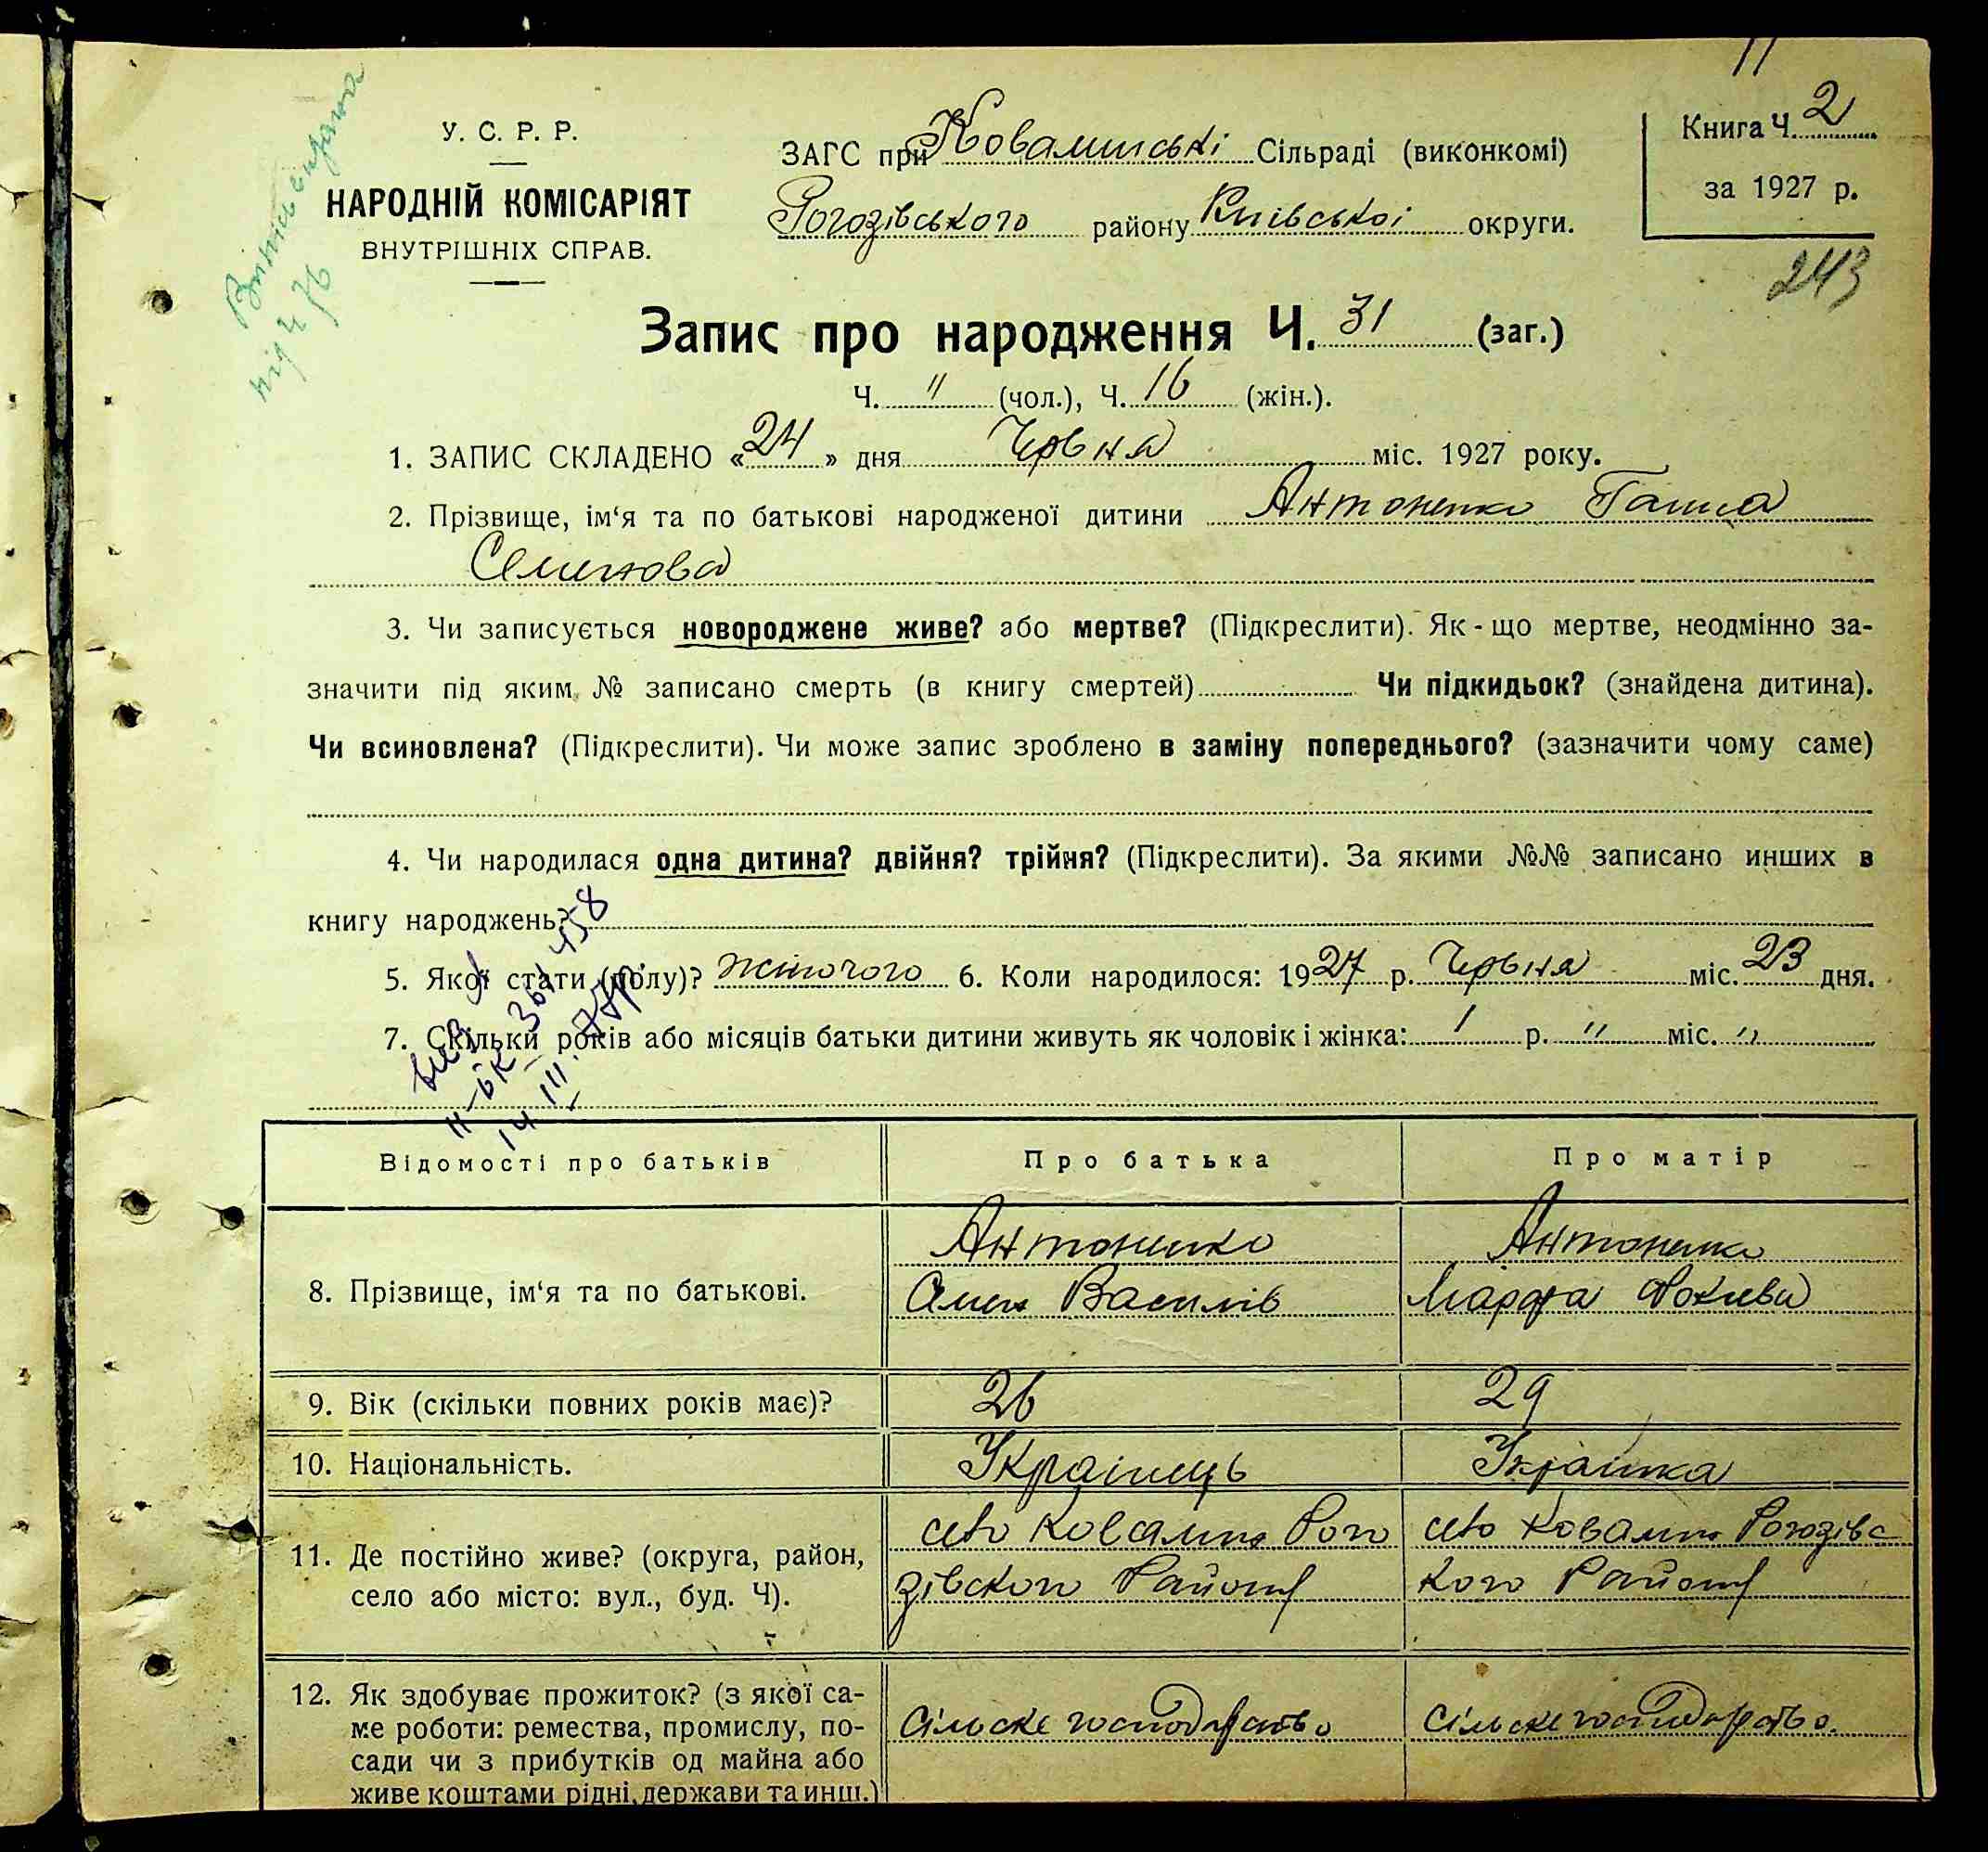 11
У. С. Р. Р.
НАРОДНІЙ КОМІСАРІЯТ
ВНУТРІШНІХ СПРАВ.
ЗАГС при Ковалинські Сільраді (виконкомі)
Рогозівського району Київської округи.
Книга Ч. 2
за 1927 р.
243
Запис про народження Ч. 31 (заг.)
Ч. " (чол.), Ч. 16 (жін.).
1. ЗАПИС СКЛАДЕНО «24» дня Червня міс. 1927 року.
2. Прізвище, ім'я та по батькові народженої дитини Антоненко Ганна
Семенова
3. Чи записується новороджене живе? або мертве? (Підкреслити). Як-що мертве, неодмінно за-
значити під яким № записано смерть (в книгу смертей) Чи підкидьок? (знайдена дитина).
Чи всиновлена? (Підкреслити). Чи може запис зроблено в заміну попереднього? (зазначити чому саме)
4. Чи народилася одна дитина? двійня? трійня? (Підкреслити). За якими №№ записано инших в
книгу народжень?
5. Якої стати (полу)? жіночого 6. Коли народилося: 1927 р. Червня міс. 23 дня.
7. Скільки років або місяців батьки дитини живуть як чоловік і жінка: 1 р. " міс. "
14 III
Відомості про батьків Про батька Про матір
8. Прізвище, ім'я та по батькові.
Антоненко
Семен Василів
Антоненко
Марфа
9. Вік (скільки повних років має)? 26 29
10. Національність. Українець Українка
11. Де постійно живе? (округа, район,
село або місто: вул., буд. Ч).
село Ковалин Рого
зівского Району
село Ковалин Рогозівс
кого Району
12. Як здобуває прожиток? (з якої са-
ме роботи: ремества, промислу, по-
сади чи з прибутків од майна або
живе коштами рідні, держави та инш.)
Сільске господарство
Сільске господарство.